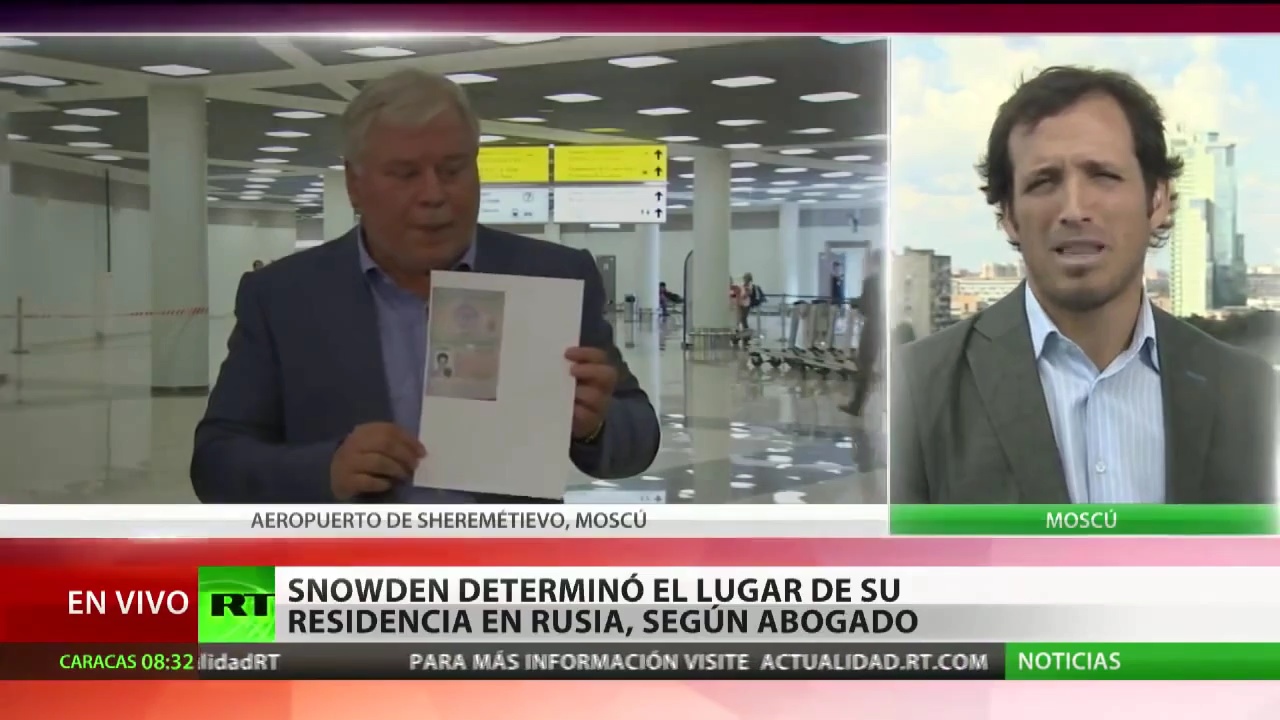 AEROPUERTO DE SHEREMÉTIEVO, MOSCÚ
MOSCÚ
EN VIVO
RT
SNOWDEN DETERMINÓ EL LUGAR DE SU
RESIDENCIA EN RUSIA, SEGÚN ABOGADO
CARACAS 08:32
lidadRT
PARA MÁS INFORMACIÓN VISITE ACTUALIDAD.RT.COM
NOTICIAS